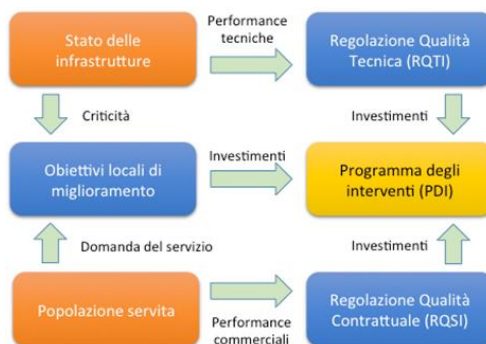 Performance
tecniche
Stato delle
infrastrutture
Regolazione Qualità
Tecnica (RQTI)
Criticità
Investimenti
Obiettivi locali di
miglioramento
Investimenti
Programma degli
interventi (PDI)
Domanda del servizio
Investimenti
Popolazione servita
Performance
commerciali
Regolazione Qualità
Contrattuale (RQSI)